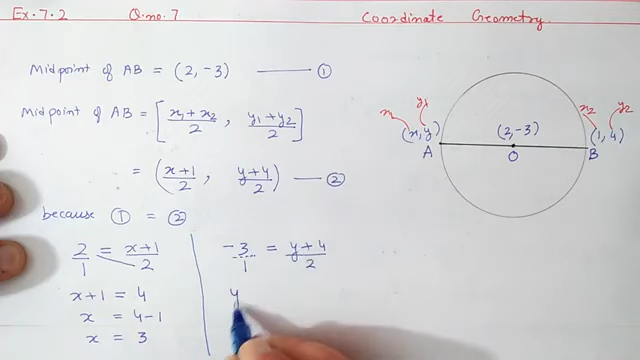 Ex.7.2 Q.no.7 Coordinate Geometry.
Midpoint of AB = (2, -3) —— ①
Midpoint of AB = [x₁+x₂/2 , y₁+y₂/2]
= (x+1/2 , y+4/2) —— ②
because ① = ②
2/1 = x+1/2
x+1 = 4
x = 4-1
x = 3
-3/1 = y+4/2
y
x₁ y₁
(x, y)
A
(2, -3)
O
x₂ y₂
(1, 4)
B